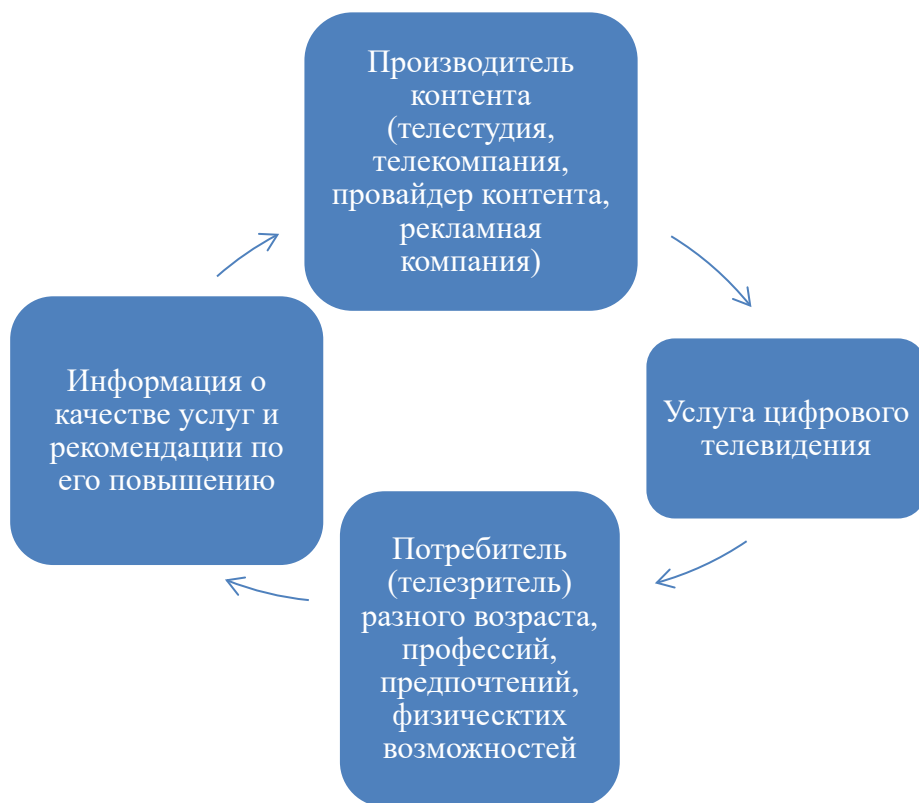 Производитель
контента
(телестудия,
телекомпания,
провайдер контента,
рекламная
компания)
Услуга цифрового
телевидения
Потребитель
(телезритель)
разного возраста,
профессий,
предпочтений,
физическтих
возможностей
Информация о
качестве услуг и
рекомендации по
его повышению